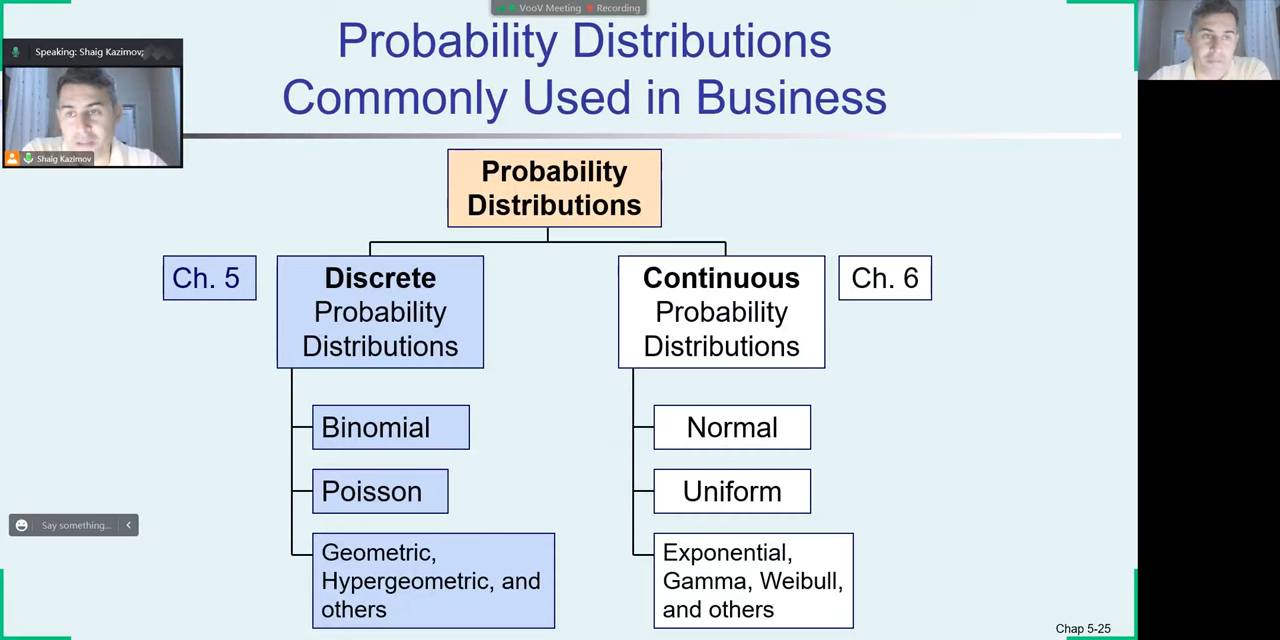 VooV Meeting Recording
Speaking: Shaig Kazimov;
Shaig Kazimov
Probability Distributions
Commonly Used in Business
Probability
Distributions
Ch. 5
Discrete
Probability
Distributions
Continuous
Probability
Distributions
Ch. 6
Binomial
Normal
Poisson
Uniform
Say something...
Geometric,
Hypergeometric, and
others
Exponential,
Gamma, Weibull,
and others
Chap 5-25